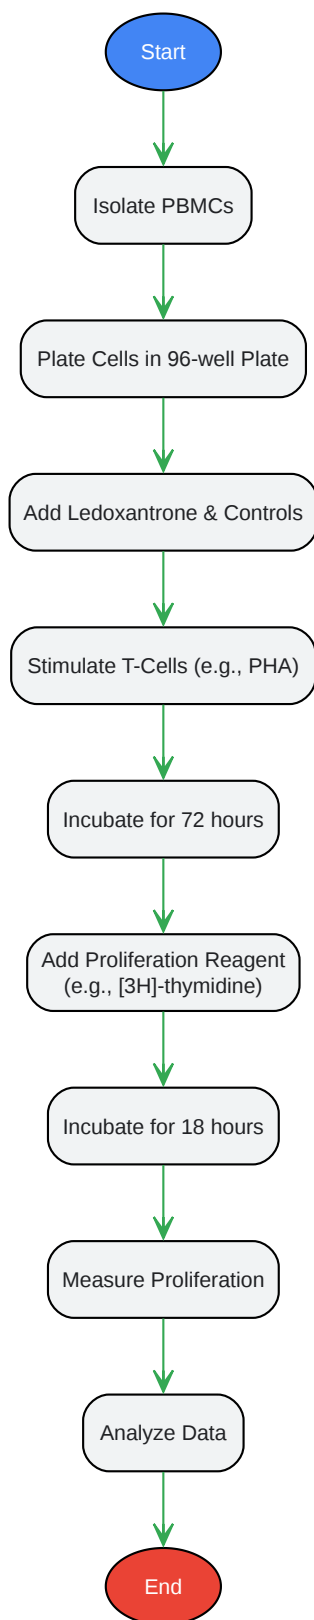 Start
Isolate PBMCs
Plate Cells in 96-well Plate
Add Ledoxantrone & Controls
Stimulate T-Cells (e.g., PHA)
Incubate for 72 hours
Add Proliferation Reagent
(e.g., [3H]-thymidine)
Incubate for 18 hours
Measure Proliferation
Analyze Data
End